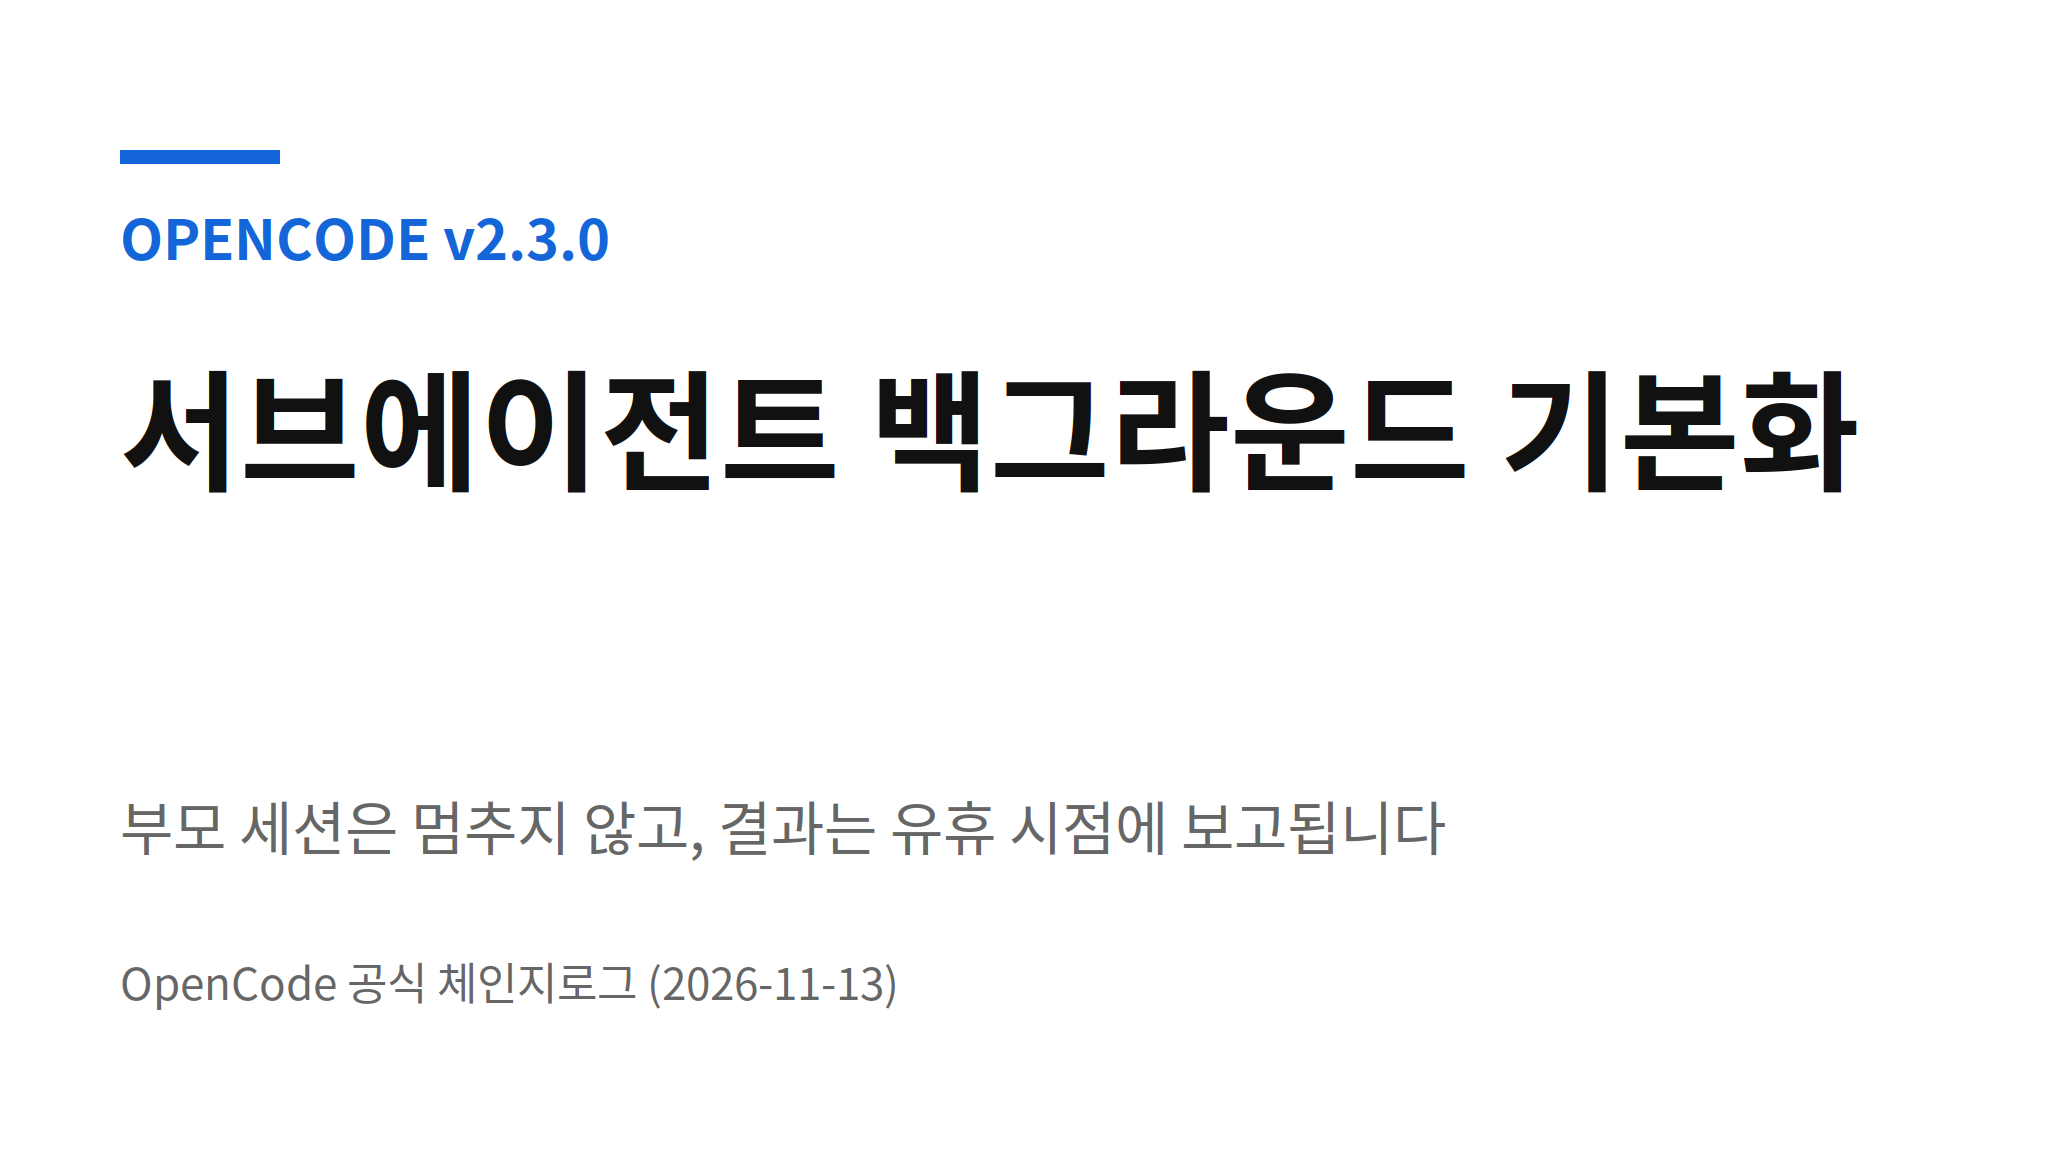 OPENCODE v2.3.0
서브에이전트 백그라운드 기본화
부모 세션은 멈추지 않고, 결과는 유휴 시점에 보고됩니다
OpenCode 공식 체인지로그 (2026-11-13)